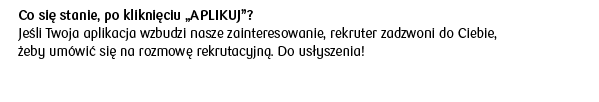 Co się stanie, po kliknięciu „APLIKUJ”?
Jeśli Twoja aplikacja wzbudzi nasze zainteresowanie, rekruter zadzwoni do Ciebie,
żeby umówić się na rozmowę rekrutacyjną. Do usłyszenia!